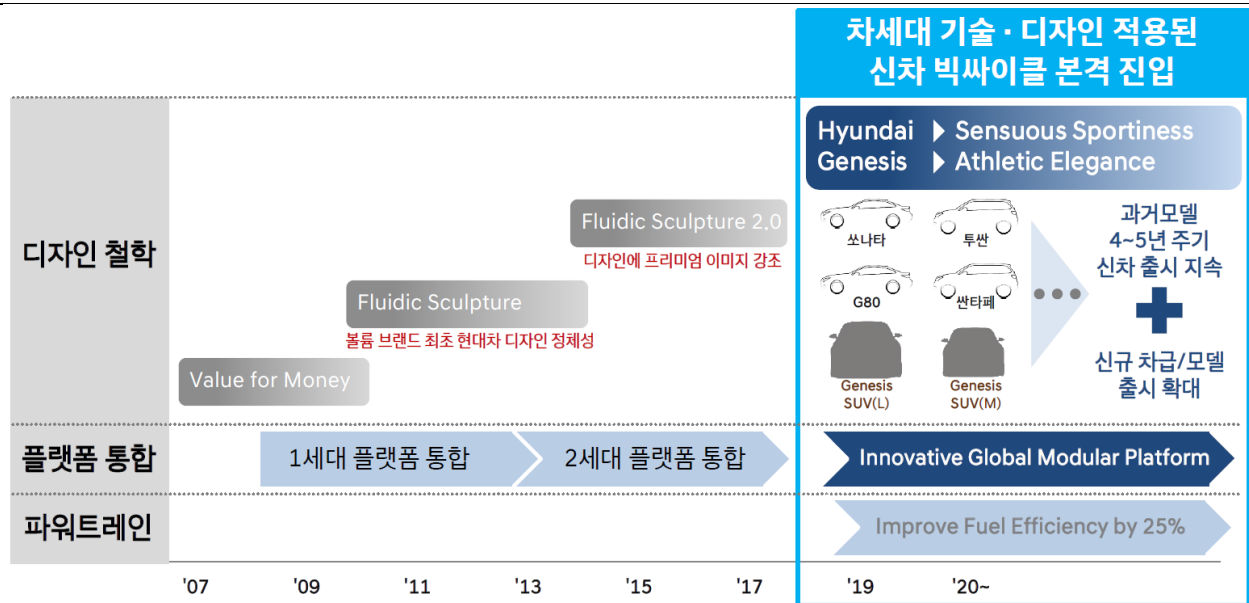 차세대 기술 · 디자인 적용된
신차 빅싸이클 본격 진입
디자인 철학
Value for Money
Fluidic Sculpture
볼륨 브랜드 최초 현대차 디자인 정체성
Fluidic Sculpture 2.0
디자인에 프리미엄 이미지 강조
Hyundai ▶ Sensuous Sportiness
Genesis ▶ Athletic Elegance
쏘나타
투싼
G80
싼타페
Genesis
SUV(L)
Genesis
SUV(M)
과거모델
4~5년 주기
신차 출시 지속
신규 차급/모델
출시 확대
플랫폼 통합
1세대 플랫폼 통합
2세대 플랫폼 통합
Innovative Global Modular Platform
파워트레인
Improve Fuel Efficiency by 25%
'07 '09 '11 '13 '15 '17 '19 '20~